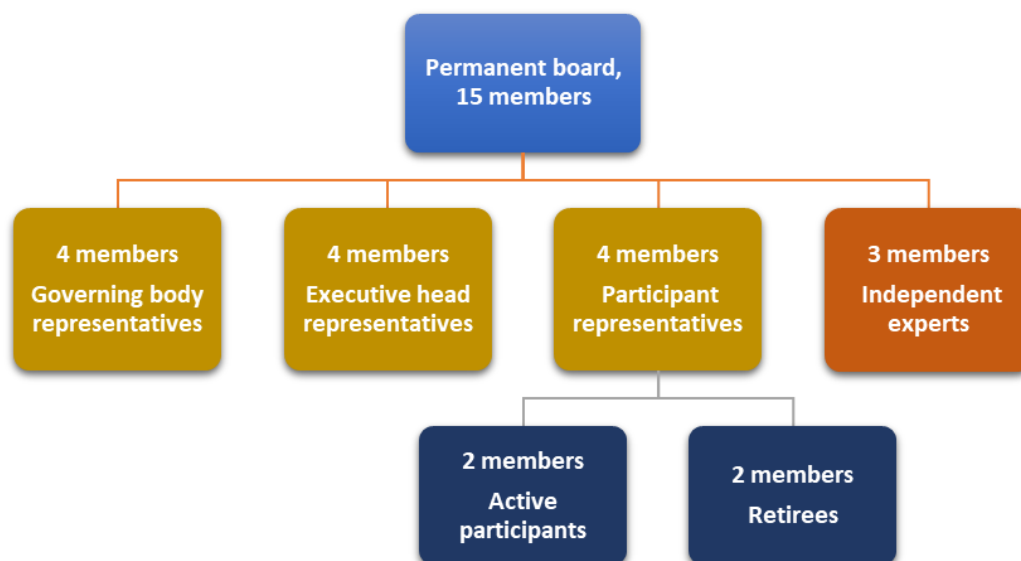 Permanent board,
15 members
4 members
Governing body
representatives
4 members
Executive head
representatives
4 members
Participant
representatives
3 members
Independent
experts
2 members
Active
participants
2 members
Retirees